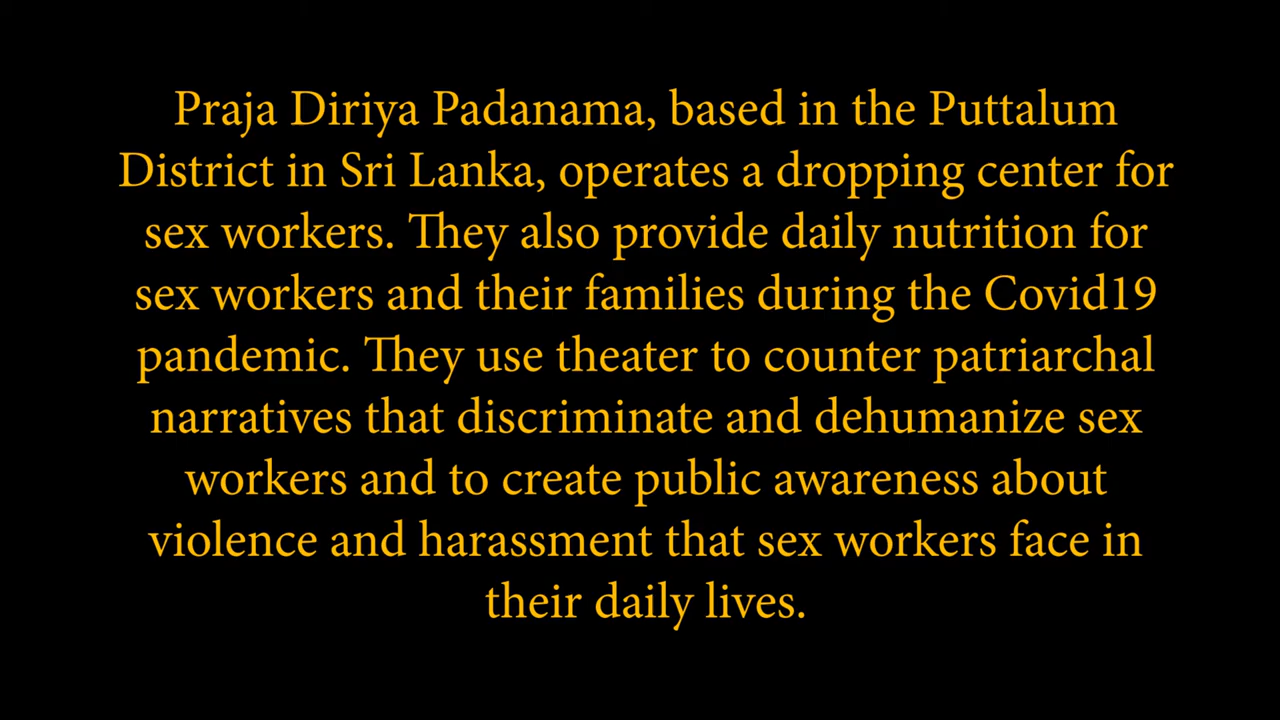 Praja Diriya Padanama, based in the Puttalum
District in Sri Lanka, operates a dropping center for
sex workers. They also provide daily nutrition for
sex workers and their families during the Covid19
pandemic. They use theater to counter patriarchal
narratives that discriminate and dehumanize sex
workers and to create public awareness about
violence and harassment that sex workers face in
their daily lives.